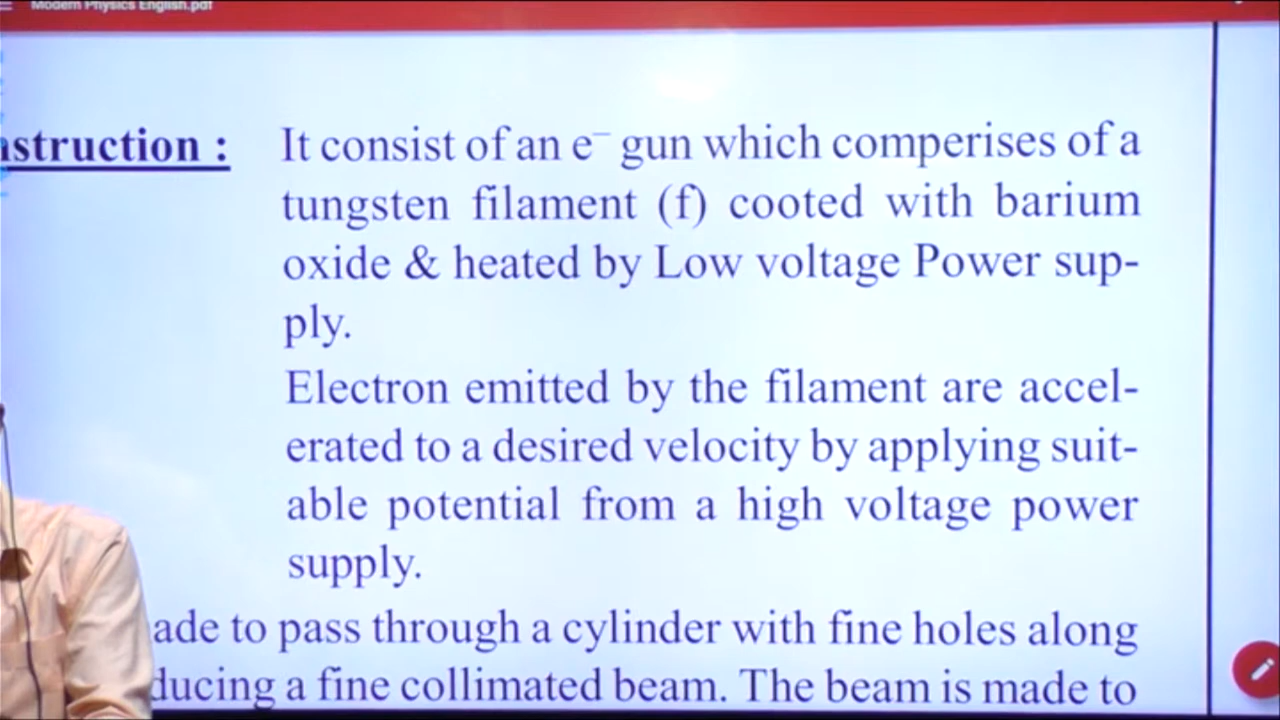 Modern Physics English.pdf
nstruction : It consist of an e⁻ gun which comperises of a
tungsten filament (f) cooted with barium
oxide & heated by Low voltage Power sup-
ply.
Electron emitted by the filament are accel-
erated to a desired velocity by applying suit-
able potential from a high voltage power
supply.
ade to pass through a cylinder with fine holes along
ducing a fine collimated beam. The beam is made to